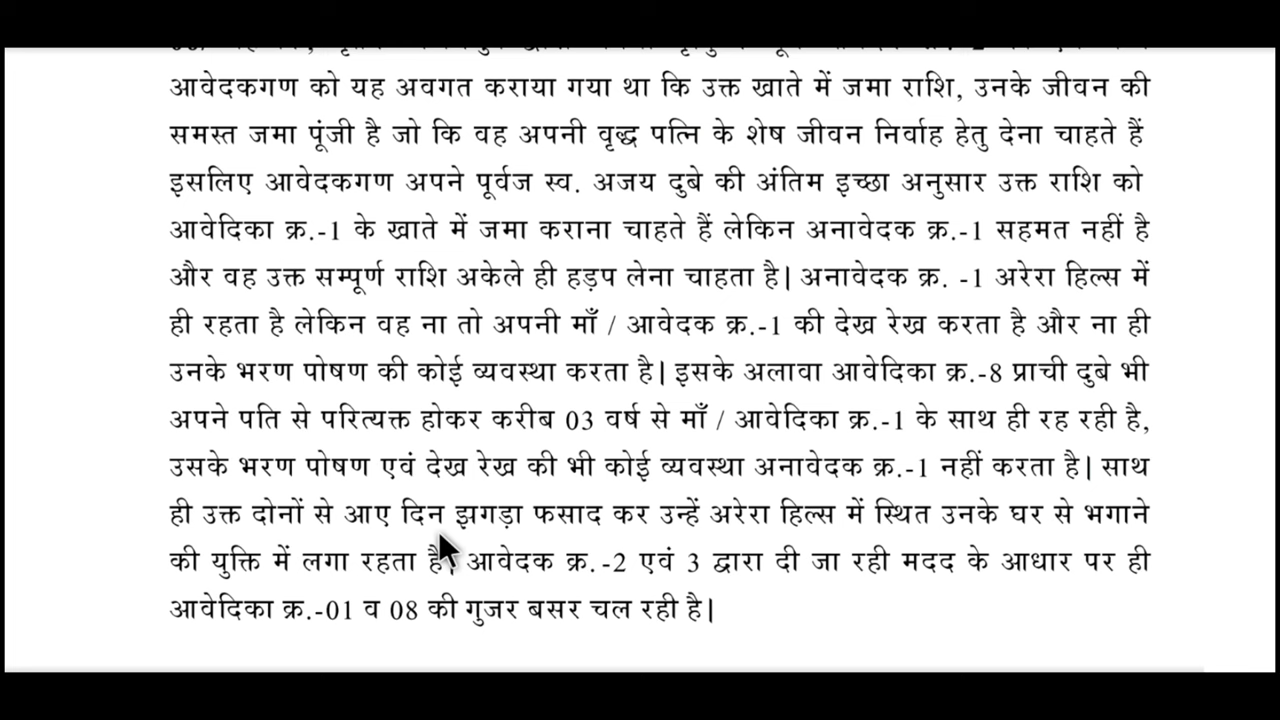 आवेदकगण को यह अवगत कराया गया था कि उक्त खाते में जमा राशि, उनके जीवन की
समस्त जमा पूंजी है जो कि वह अपनी वृद्ध पत्नि के शेष जीवन निर्वाह हेतु देना चाहते हैं
इसलिए आवेदकगण अपने पूर्वज स्व. अजय दुबे की अंतिम इच्छा अनुसार उक्त राशि को
आवेदिका क्र.-1 के खाते में जमा कराना चाहते हैं लेकिन अनावेदक क्र.-1 सहमत नहीं है
और वह उक्त सम्पूर्ण राशि अकेले ही हड़प लेना चाहता है| अनावेदक क्र. -1 अरेरा हिल्स में
ही रहता है लेकिन वह ना तो अपनी माँ / आवेदक क्र.-1 की देख रेख करता है और ना ही
उनके भरण पोषण की कोई व्यवस्था करता है| इसके अलावा आवेदिका क्र.-8 प्राची दुबे भी
अपने पति से परित्यक्त होकर करीब 03 वर्ष से माँ / आवेदिका क्र.-1 के साथ ही रह रही है,
उसके भरण पोषण एवं देख रेख की भी कोई व्यवस्था अनावेदक क्र.-1 नहीं करता है| साथ
ही उक्त दोनों से आए दिन झगड़ा फसाद कर उन्हें अरेरा हिल्स में स्थित उनके घर से भगाने
की युक्ति में लगा रहता है| आवेदक क्र.-2 एवं 3 द्वारा दी जा रही मदद के आधार पर ही
आवेदिका क्र.-01 व 08 की गुजर बसर चल रही है|